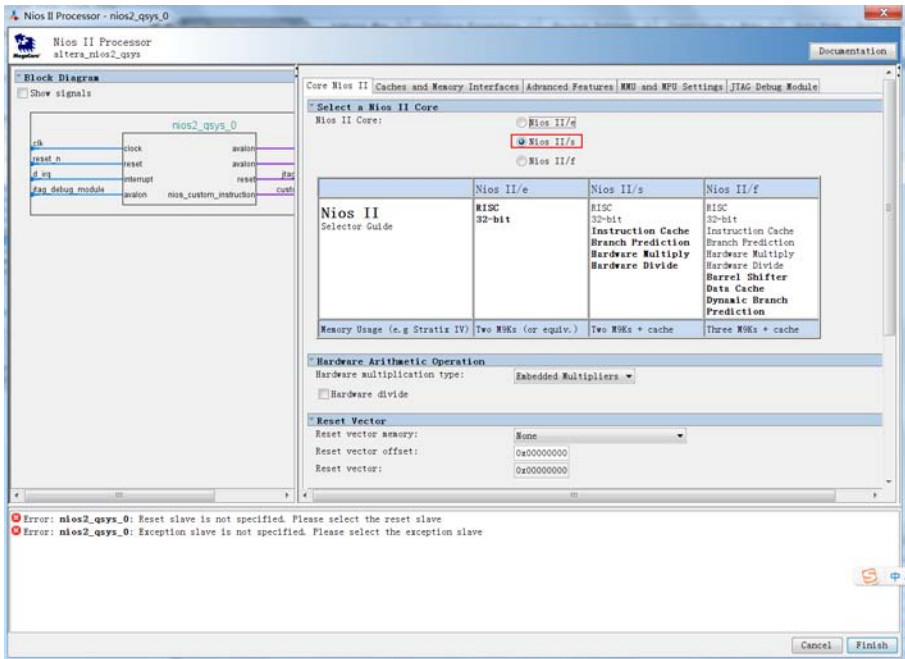 Nios II Processor - nios2_qsys_0
Nios II Processor
altera_nios2_qsys
MegaCore
Documentation
Block Diagram
Show signals
nios2_qsys_0
clk
clock
avalon
reset_n
reset
avalon
d_irq
interrupt
reset
jtag
jtag_debug_module
avalon
nios_custom_instruction
custo
Core Nios II Caches and Memory Interfaces Advanced Features MMU and MPU Settings JTAG Debug Module
Select a Nios II Core
Nios II Core:
Nios II/e
Nios II/s
Nios II/f
Nios II/e Nios II/s Nios II/f
Nios II
Selector Guide
RISC
32-bit
RISC
32-bit
Instruction Cache
Branch Prediction
Hardware Multiply
Hardware Divide
RISC
32-bit
Instruction Cache
Branch Prediction
Hardware Multiply
Hardware Divide
Barrel Shifter
Data Cache
Dynamic Branch
Prediction
Memory Usage (e.g Stratix IV) Two M9Ks (or equiv.) Two M9Ks + cache Three M9Ks + cache
Hardware Arithmetic Operation
Hardware multiplication type: Embedded Multipliers
Hardware divide
Reset Vector
Reset vector memory: None
Reset vector offset: 0x00000000
Reset vector: 0x00000000
Error: nios2_qsys_0: Reset slave is not specified. Please select the reset slave
Error: nios2_qsys_0: Exception slave is not specified. Please select the exception slave
S 中
Cancel Finish